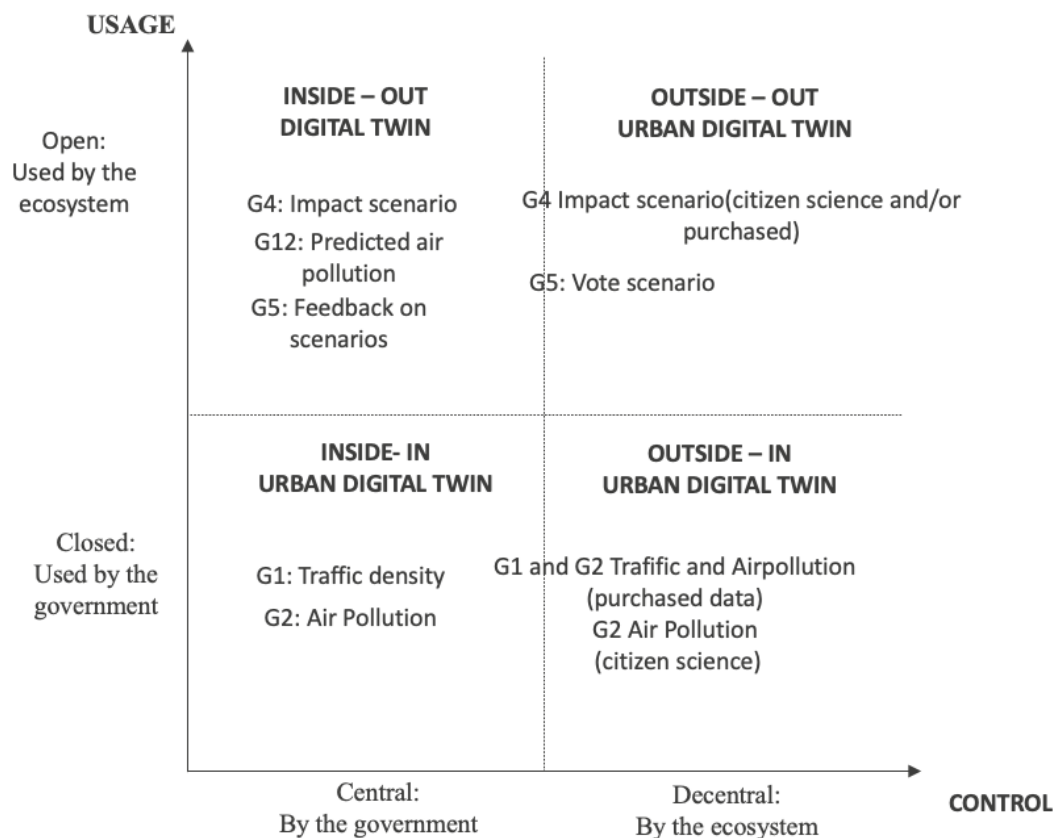 USAGE
INSIDE – OUT
DIGITAL TWIN
OUTSIDE – OUT
URBAN DIGITAL TWIN
Open:
Used by the
ecosystem
G4: Impact scenario
G12: Predicted air
pollution
G5: Feedback on
scenarios
G4 Impact scenario(citizen science and/or
purchased)
G5: Vote scenario
INSIDE- IN
URBAN DIGITAL TWIN
OUTSIDE – IN
URBAN DIGITAL TWIN
Closed:
Used by the
government
G1: Traffic density
G2: Air Pollution
G1 and G2 Trafific and Airpollution
(purchased data)
G2 Air Pollution
(citizen science)
Central:
By the government
Decentral:
By the ecosystem
CONTROL